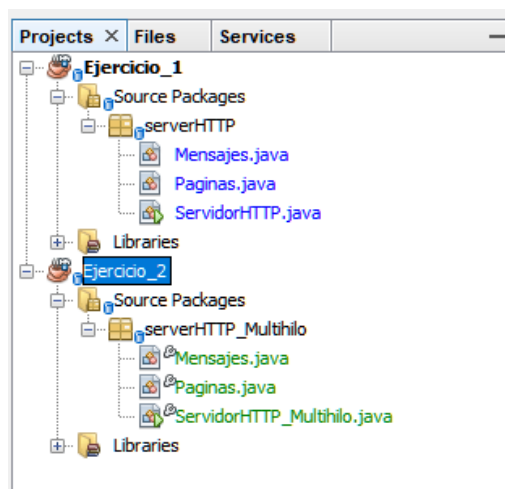 Projects Files Services
Ejercicio_1
Source Packages
serverHTTP
Mensajes.java
Paginas.java
ServidorHTTP.java
Libraries
Ejercicio_2
Source Packages
serverHTTP_Multihilo
Mensajes.java
Paginas.java
ServidorHTTP_Multihilo.java
Libraries